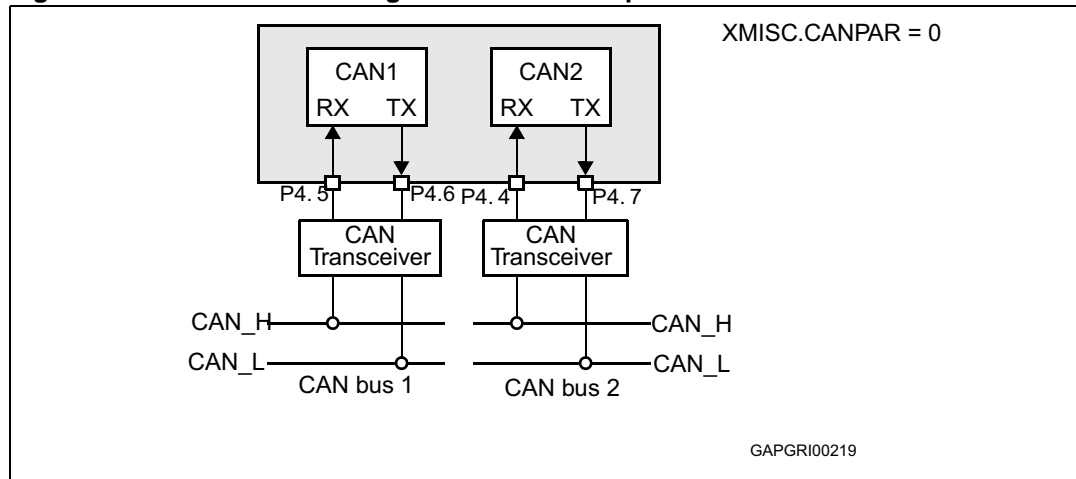 XMISC.CANPAR = 0
CAN1
RX TX
CAN2
RX TX
P4. 5
P4.6
P4. 4
P4. 7
CAN
Transceiver
CAN
Transceiver
CAN_H
CAN_H
CAN_L
CAN_L
CAN bus 1
CAN bus 2
GAPGRI00219